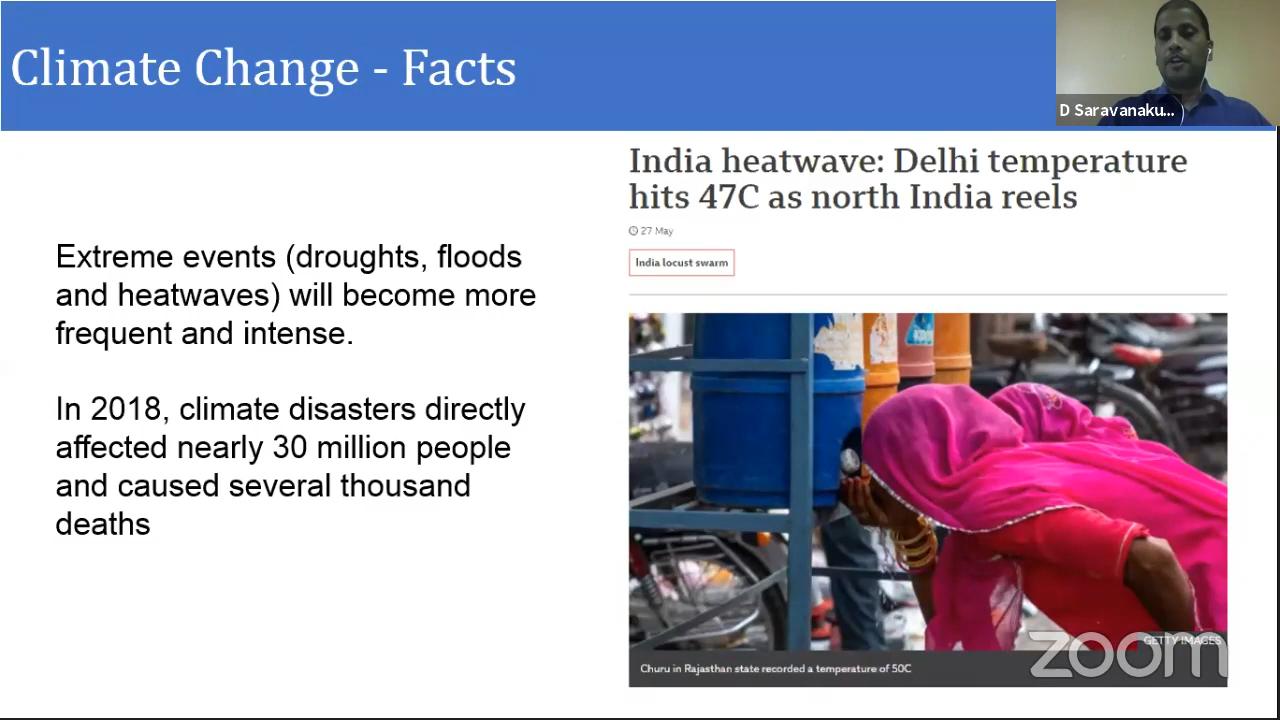 Climate Change - Facts
D Saravanaku...
Extreme events (droughts, floods
and heatwaves) will become more
frequent and intense.
In 2018, climate disasters directly
affected nearly 30 million people
and caused several thousand
deaths
India heatwave: Delhi temperature
hits 47C as north India reels
27 May
India locust swarm
GETTY IMAGES
Churu in Rajasthan state recorded a temperature of 50C
zoom